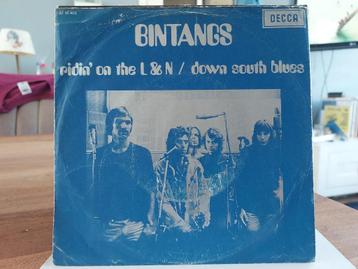 BINTANGS
DECCA
ridin' on the L & N / down south blues